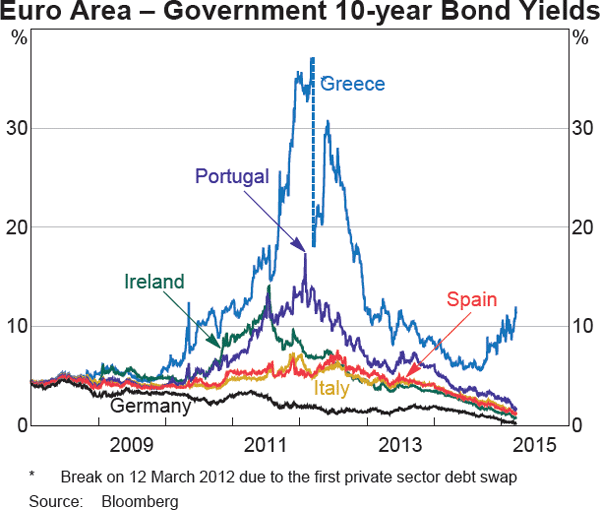 Euro Area – Government 10-year Bond Yields
% %
*Greece
30 30
Portugal
20 20
Ireland
Spain
10 10
Italy
Germany
0 0
2009 2011 2013 2015
* Break on 12 March 2012 due to the first private sector debt swap
Source: Bloomberg